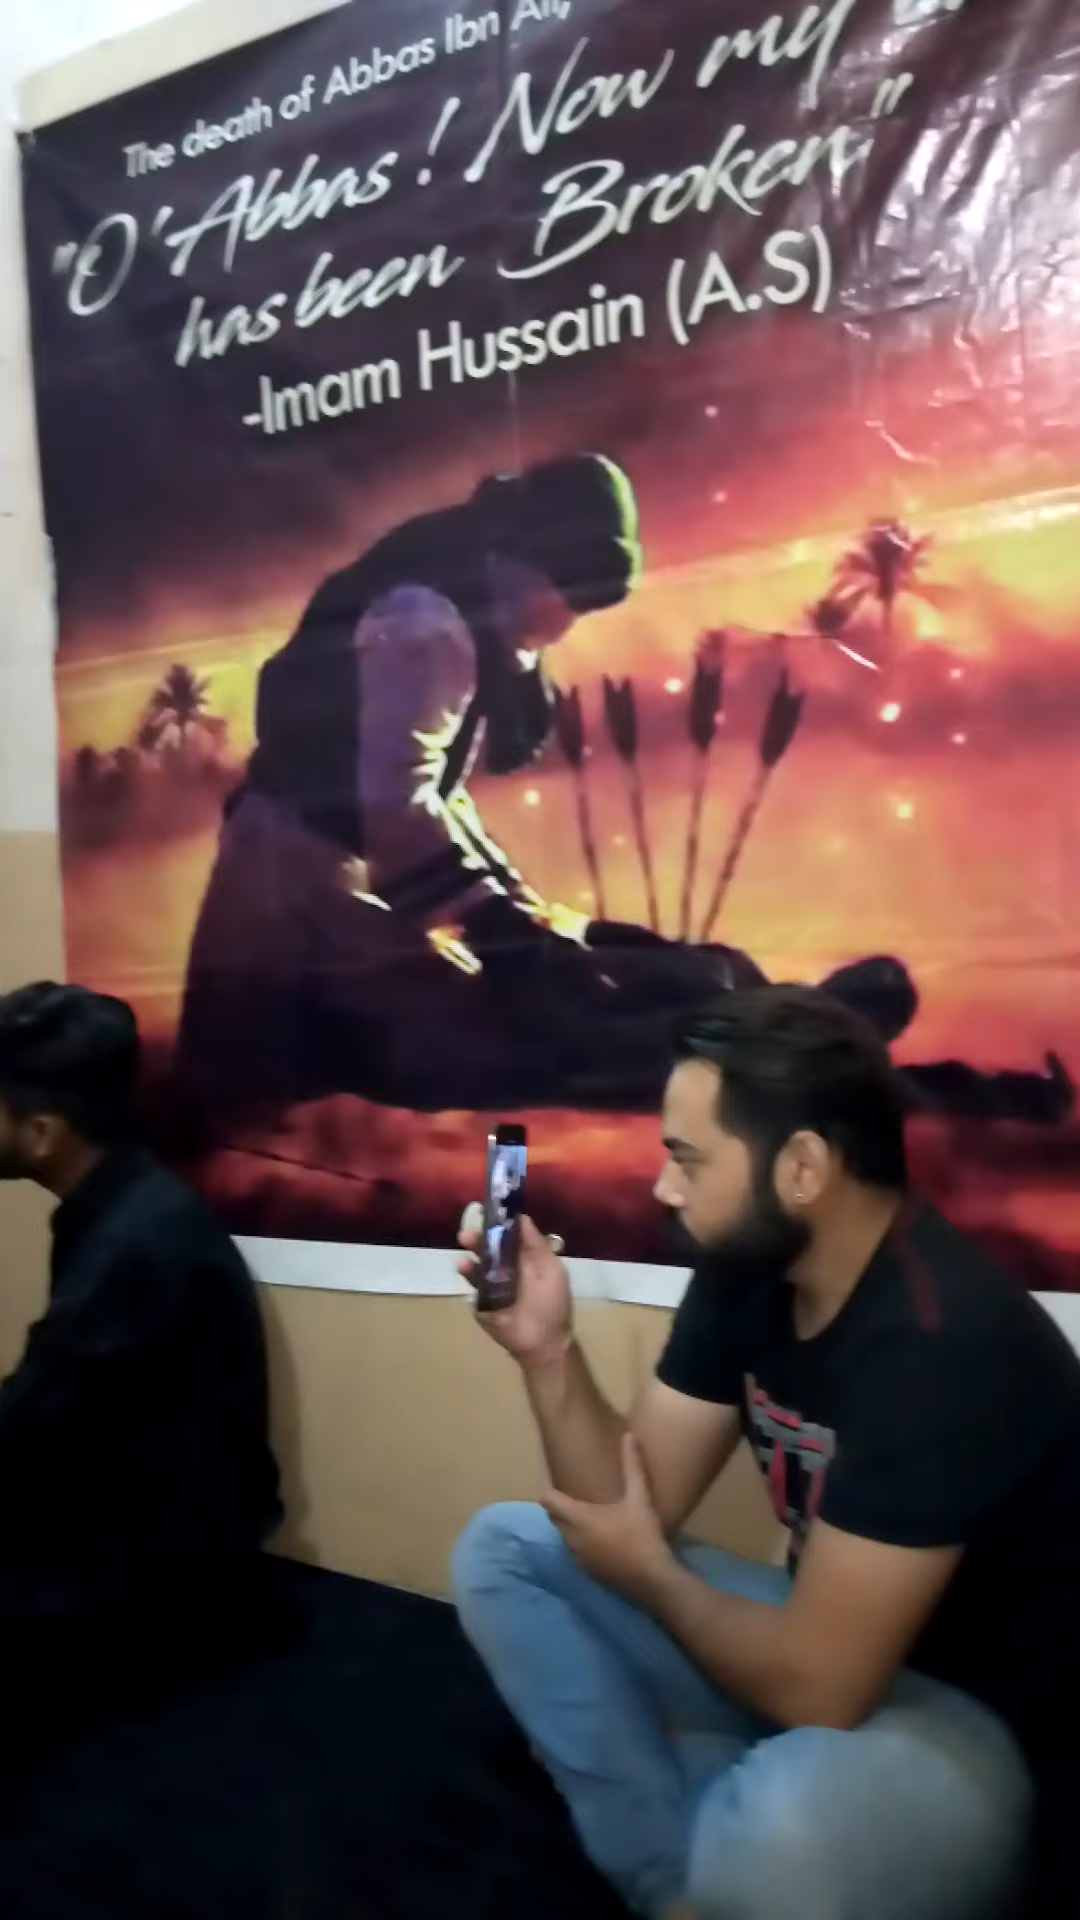 The death of Abbas Ibn Ali,
"O' Abbas! Now my
has been Broken"
-Imam Hussain (A.S)